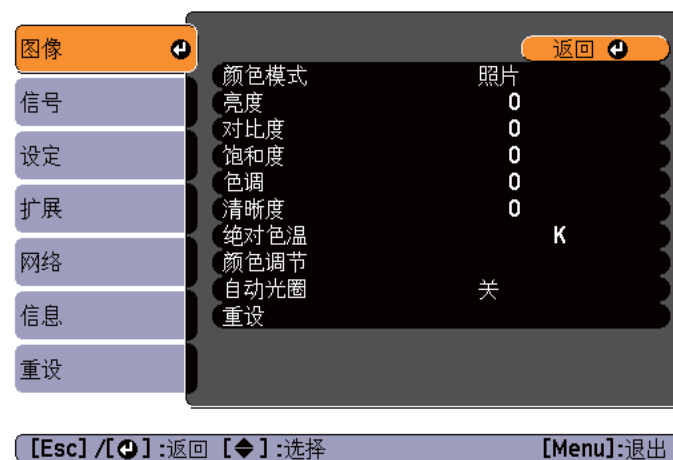 图像
返回
颜色模式 照片
亮度 0
对比度 0
饱和度 0
色调 0
清晰度 0
绝对色温 K
颜色调节
自动光圈 关
重设
信号
设定
扩展
网络
信息
重设
[Esc] /[ ] :返回 [ ] :选择 [Menu]:退出